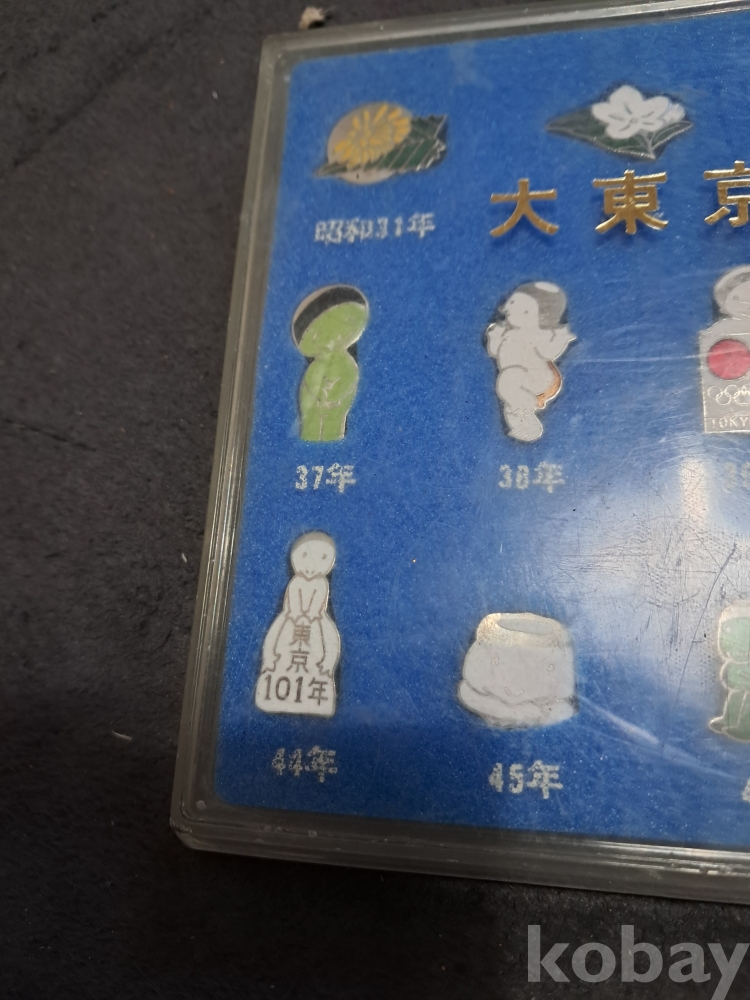 大東京
昭和31年
37年
38年
TOKY
東京
101年
44年
45年
kobay